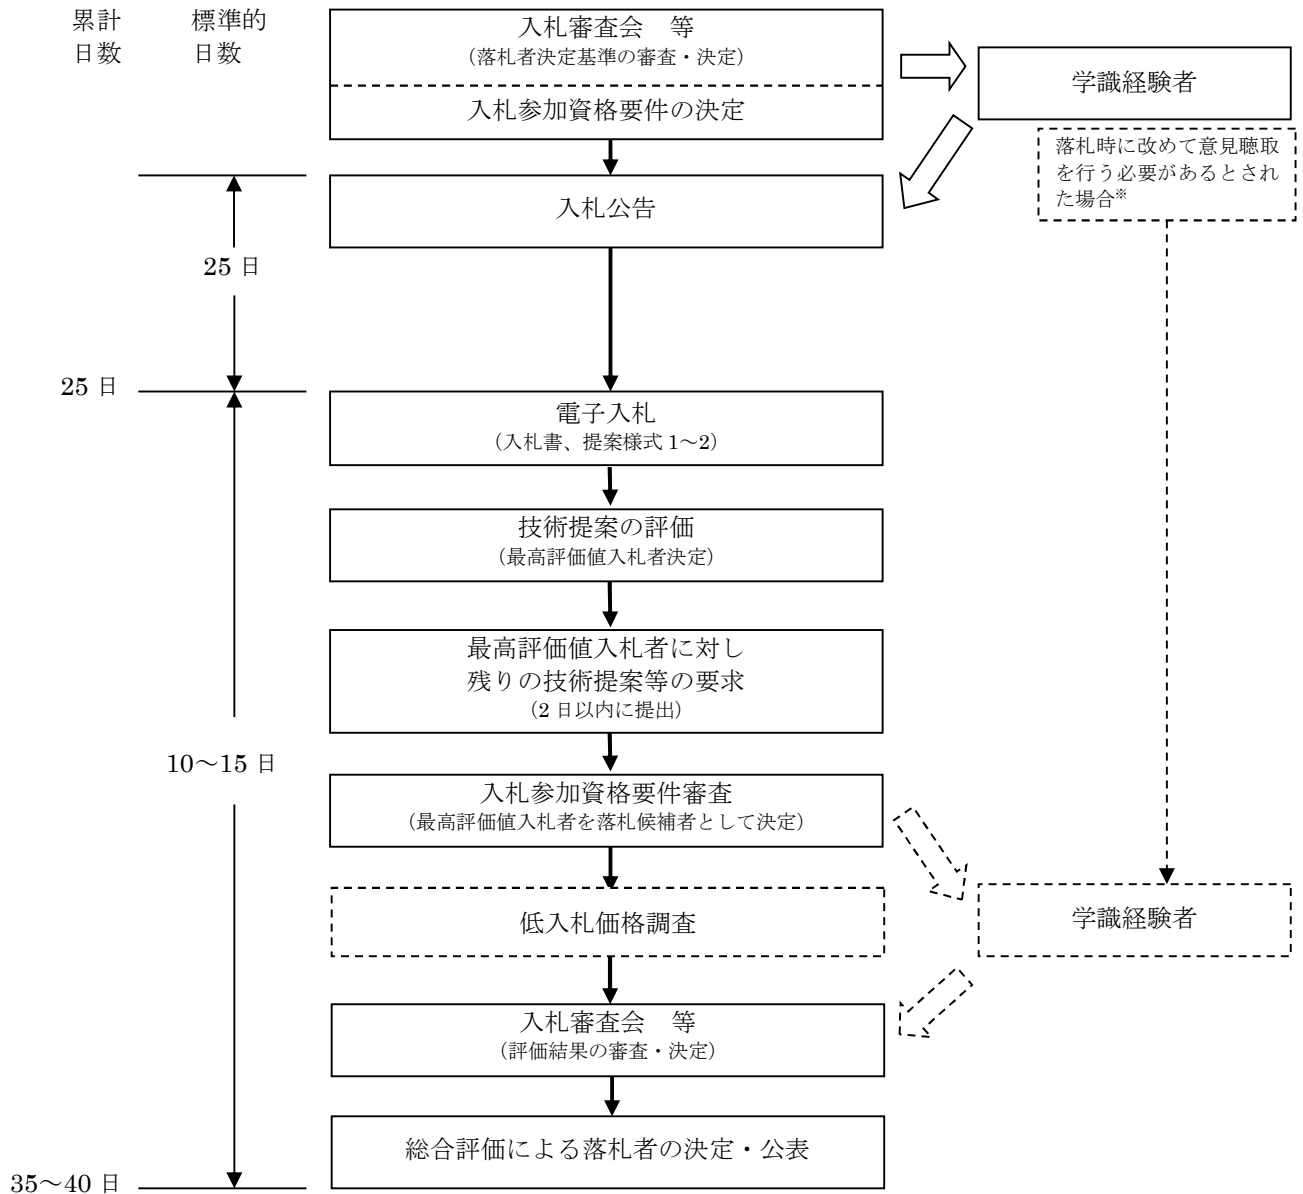 累計
日数
標準的
日数
入札審査会　等
（落札者決定基準の審査・決定）
入札参加資格要件の決定
学識経験者
落札時に改めて意見聴取
を行う必要があるとされ
た場合※
入札公告
25 日
25 日
電子入札
（入札書、提案様式 1～2）
技術提案の評価
（最高評価値入札者決定）
最高評価値入札者に対し
残りの技術提案等の要求
（2 日以内に提出）
10～15 日
入札参加資格要件審査
（最高評価値入札者を落札候補者として決定）
低入札価格調査
学識経験者
入札審査会　等
（評価結果の審査・決定）
総合評価による落札者の決定・公表
35～40 日